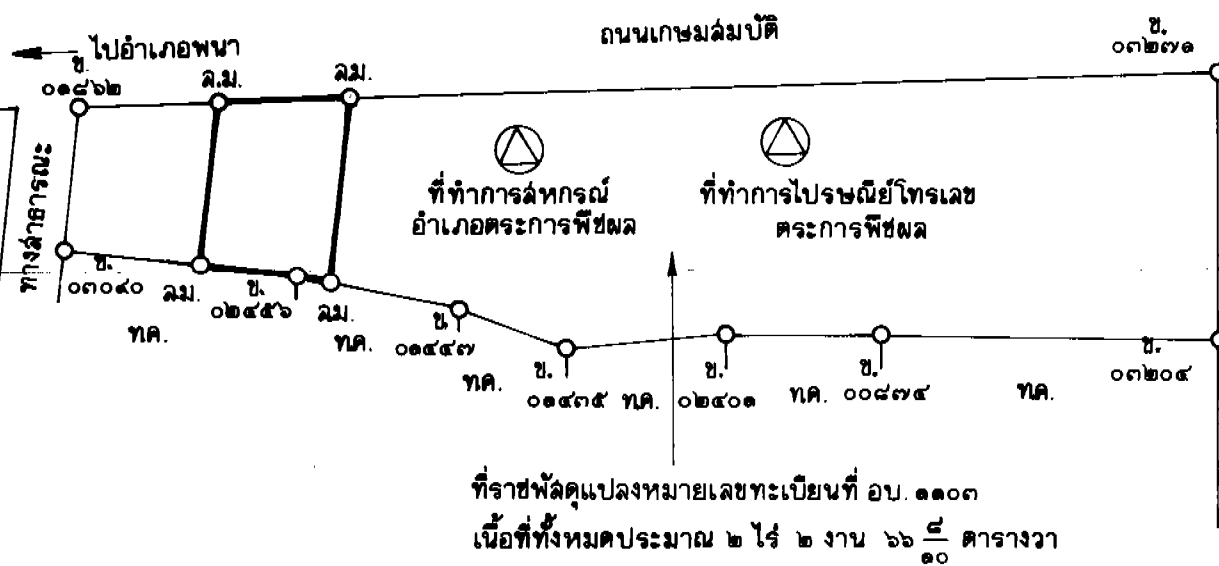 ถนนเกษมสมบัติ
ข.
๐๓๒๗๑
ไปอำเภอพนา
ข.
๐๑๘๖๒
ล.ม.
ล.ม.
ทางสาธารณะ
ที่ทำการสหกรณ์
อำเภอตระการพืชผล
ที่ทำการไปรษณีย์โทรเลข
ตระการพืชผล
ข.
๐๓๐๙๐
ล.ม.
ข.
๐๒๔๕๖
ล.ม.
ท.ค.
ท.ค.
ข.
๐๑๔๔๗
ท.ค.
ข.
๐๑๔๓๕
ท.ค.
ข.
๐๒๔๐๑
ท.ค.
ข.
๐๐๘๗๔
ท.ค.
ข.
๐๓๒๐๔
ที่ราชพัสดุแปลงหมายเลขทะเบียนที่ อบ. ๑๑๐๓
เนื้อที่ทั้งหมดประมาณ ๒ ไร่ ๒ งาน ๖๖ ๘/๑๐ ตารางวา